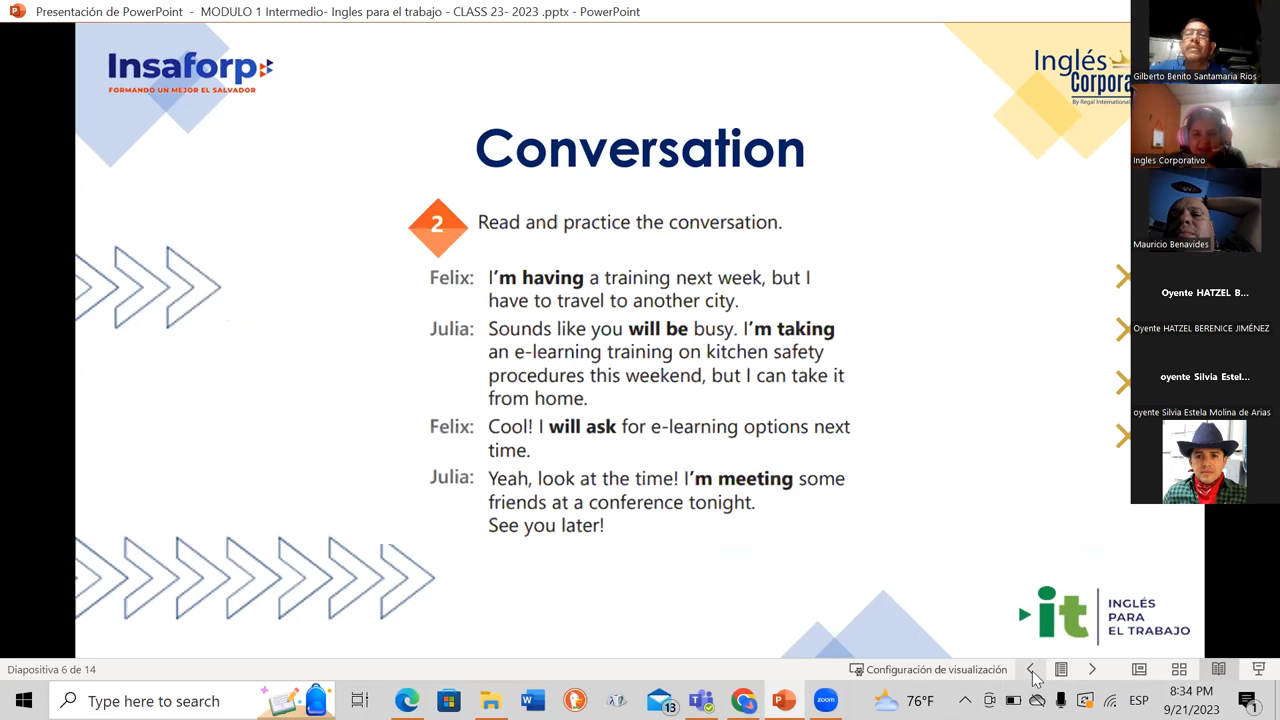 Presentación de PowerPoint - MODULO 1 Intermedio- Ingles para el trabajo - CLASS 23- 2023 .pptx - PowerPoint
Insaforp
FORMANDO UN MEJOR EL SALVADOR
Inglés
Corpora
By Regal International
Conversation
2
Read and practice the conversation.
Felix: I'm having a training next week, but I
have to travel to another city.
Julia: Sounds like you will be busy. I'm taking
an e-learning training on kitchen safety
procedures this weekend, but I can take it
from home.
Felix: Cool! I will ask for e-learning options next
time.
Julia: Yeah, look at the time! I'm meeting some
friends at a conference tonight.
See you later!
it
INGLÉS
PARA
EL TRABAJO
Gilberto Benito Santamaria Rios
Ingles Corporativo
Mauricio Benavides
Oyente HATZEL B...
Oyente HATZEL BERENICE JIMÉNEZ
oyente Silvia Estel...
oyente Silvia Estela Molina de Arias
Diapositiva 6 de 14
Configuración de visualización
Type here to search
13
76°F
ESP
8:34 PM
9/21/2023
1